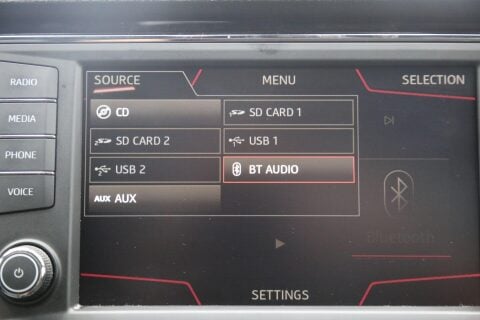 RADIO
MEDIA
PHONE
VOICE
SOURCE MENU SELECTION
CD SD CARD 1
SD CARD 2 USB 1
USB 2 BT AUDIO
AUX AUX
Bluetooth
SETTINGS